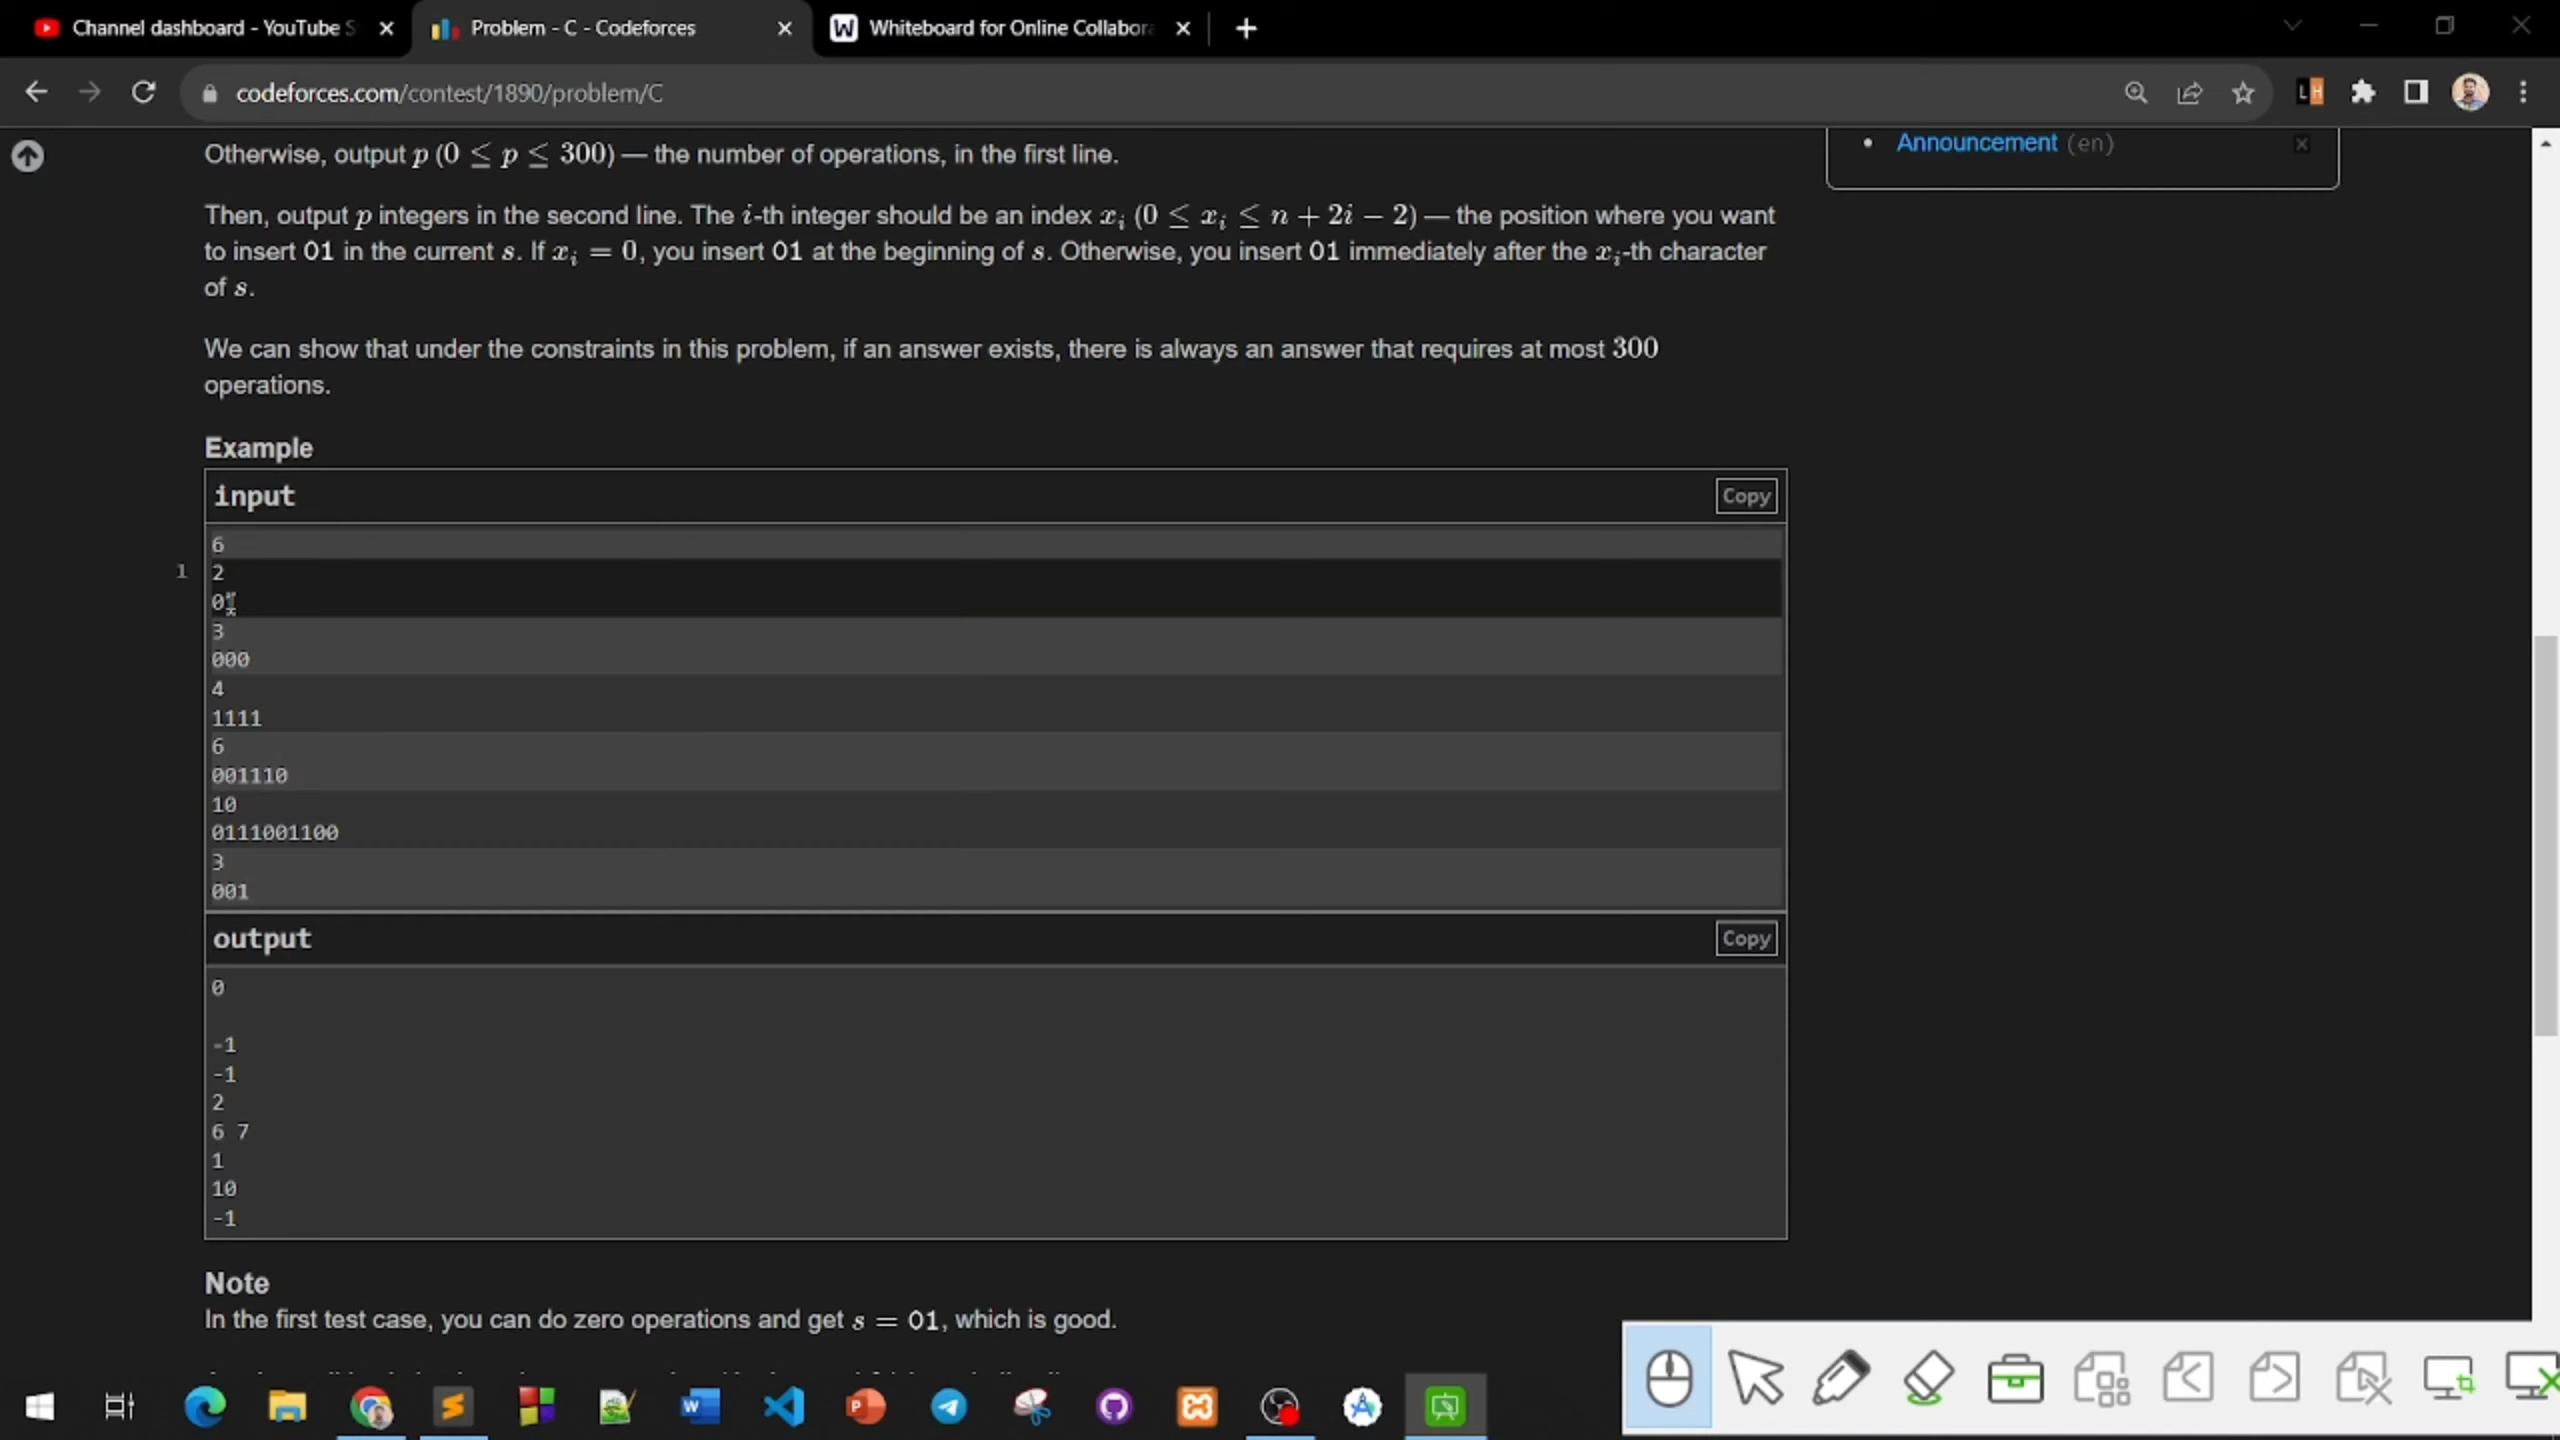 Channel dashboard - YouTube S
Problem - C - Codeforces
Whiteboard for Online Collabora
codeforces.com/contest/1890/problem/C
Otherwise, output p (0 ≤ p ≤ 300) — the number of operations, in the first line.
Announcement (en)
Then, output p integers in the second line. The i-th integer should be an index xᵢ (0 ≤ xᵢ ≤ n + 2i − 2) — the position where you want
to insert 01 in the current s. If xᵢ = 0, you insert 01 at the beginning of s. Otherwise, you insert 01 immediately after the xᵢ-th character
of s.
We can show that under the constraints in this problem, if an answer exists, there is always an answer that requires at most 300
operations.
Example
input
Copy
6
1
2
3
000
4
1111
6
001110
10
0111001100
3
001
output
Copy
0
-1
-1
2
6 7
1
10
-1
Note
In the first test case, you can do zero operations and get s = 01, which is good.